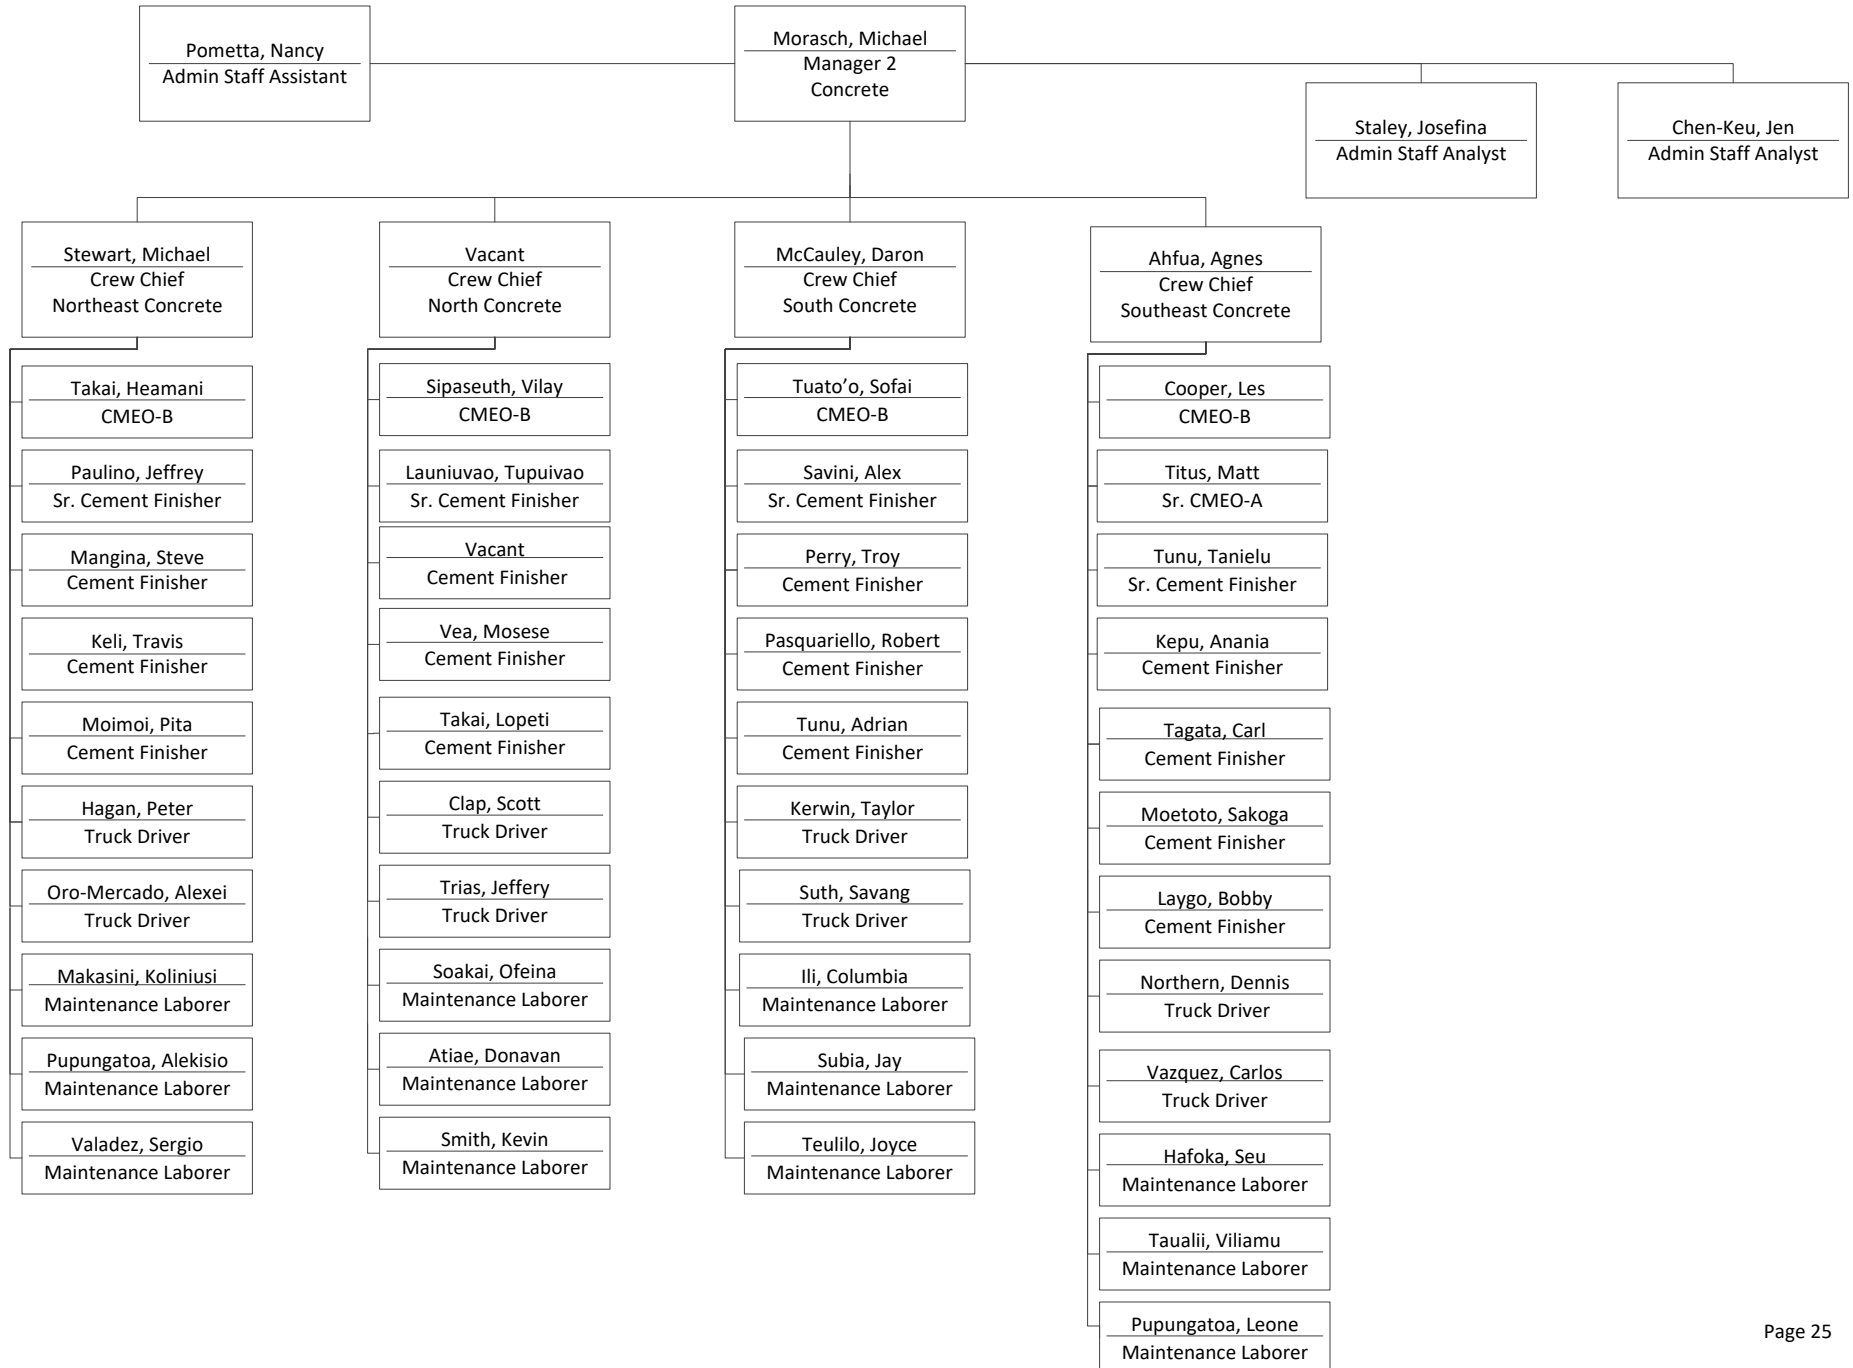 Pometta, Nancy
Admin Staff Assistant
Morasch, Michael
Manager 2
Concrete
Staley, Josefina
Admin Staff Analyst
Chen-Keu, Jen
Admin Staff Analyst
Stewart, Michael
Crew Chief
Northeast Concrete
Takai, Heamani
CMEO-B
Paulino, Jeffrey
Sr. Cement Finisher
Mangina, Steve
Cement Finisher
Keli, Travis
Cement Finisher
Moimoi, Pita
Cement Finisher
Hagan, Peter
Truck Driver
Oro-Mercado, Alexei
Truck Driver
Makasini, Koliniusi
Maintenance Laborer
Pupungatoa, Alekisio
Maintenance Laborer
Valadez, Sergio
Maintenance Laborer
Vacant
Crew Chief
North Concrete
Sipaseuth, Vilay
CMEO-B
Launiuvao, Tupuivao
Sr. Cement Finisher
Vacant
Cement Finisher
Vea, Mosese
Cement Finisher
Takai, Lopeti
Cement Finisher
Clap, Scott
Truck Driver
Trias, Jeffery
Truck Driver
Soakai, Ofeina
Maintenance Laborer
Atiae, Donavan
Maintenance Laborer
Smith, Kevin
Maintenance Laborer
McCauley, Daron
Crew Chief
South Concrete
Tuato’o, Sofai
CMEO-B
Savini, Alex
Sr. Cement Finisher
Perry, Troy
Cement Finisher
Pasquariello, Robert
Cement Finisher
Tunu, Adrian
Cement Finisher
Kerwin, Taylor
Truck Driver
Suth, Savang
Truck Driver
Ili, Columbia
Maintenance Laborer
Subia, Jay
Maintenance Laborer
Teulilo, Joyce
Maintenance Laborer
Ahfua, Agnes
Crew Chief
Southeast Concrete
Cooper, Les
CMEO-B
Titus, Matt
Sr. CMEO-A
Tunu, Tanielu
Sr. Cement Finisher
Kepu, Anania
Cement Finisher
Tagata, Carl
Cement Finisher
Moetoto, Sakoga
Cement Finisher
Laygo, Bobby
Cement Finisher
Northern, Dennis
Truck Driver
Vazquez, Carlos
Truck Driver
Hafoka, Seu
Maintenance Laborer
Taualii, Viliamu
Maintenance Laborer
Pupungatoa, Leone
Maintenance Laborer
Page 25